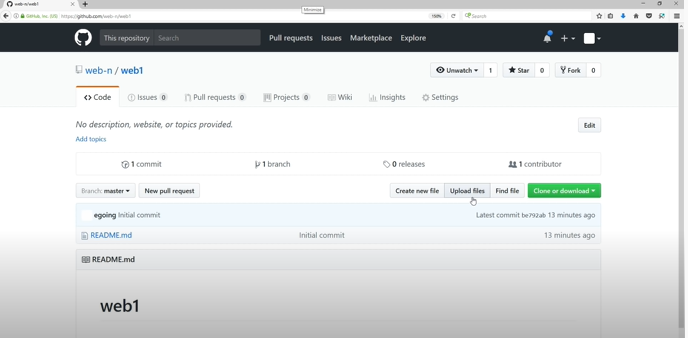 web-n/web1
Minimize
GitHub, Inc. (US) https://github.com/web-n/web1 150% Search
This repository Search Pull requests Issues Marketplace Explore
web-n / web1 Unwatch 1 Star 0 Fork 0
Code Issues 0 Pull requests 0 Projects 0 Wiki Insights Settings
No description, website, or topics provided. Edit
Add topics
1 commit 1 branch 0 releases 1 contributor
Branch: master New pull request Create new file Upload files Find file Clone or download
egoing Initial commit Latest commit be792ab 13 minutes ago
README.md Initial commit 13 minutes ago
README.md
web1